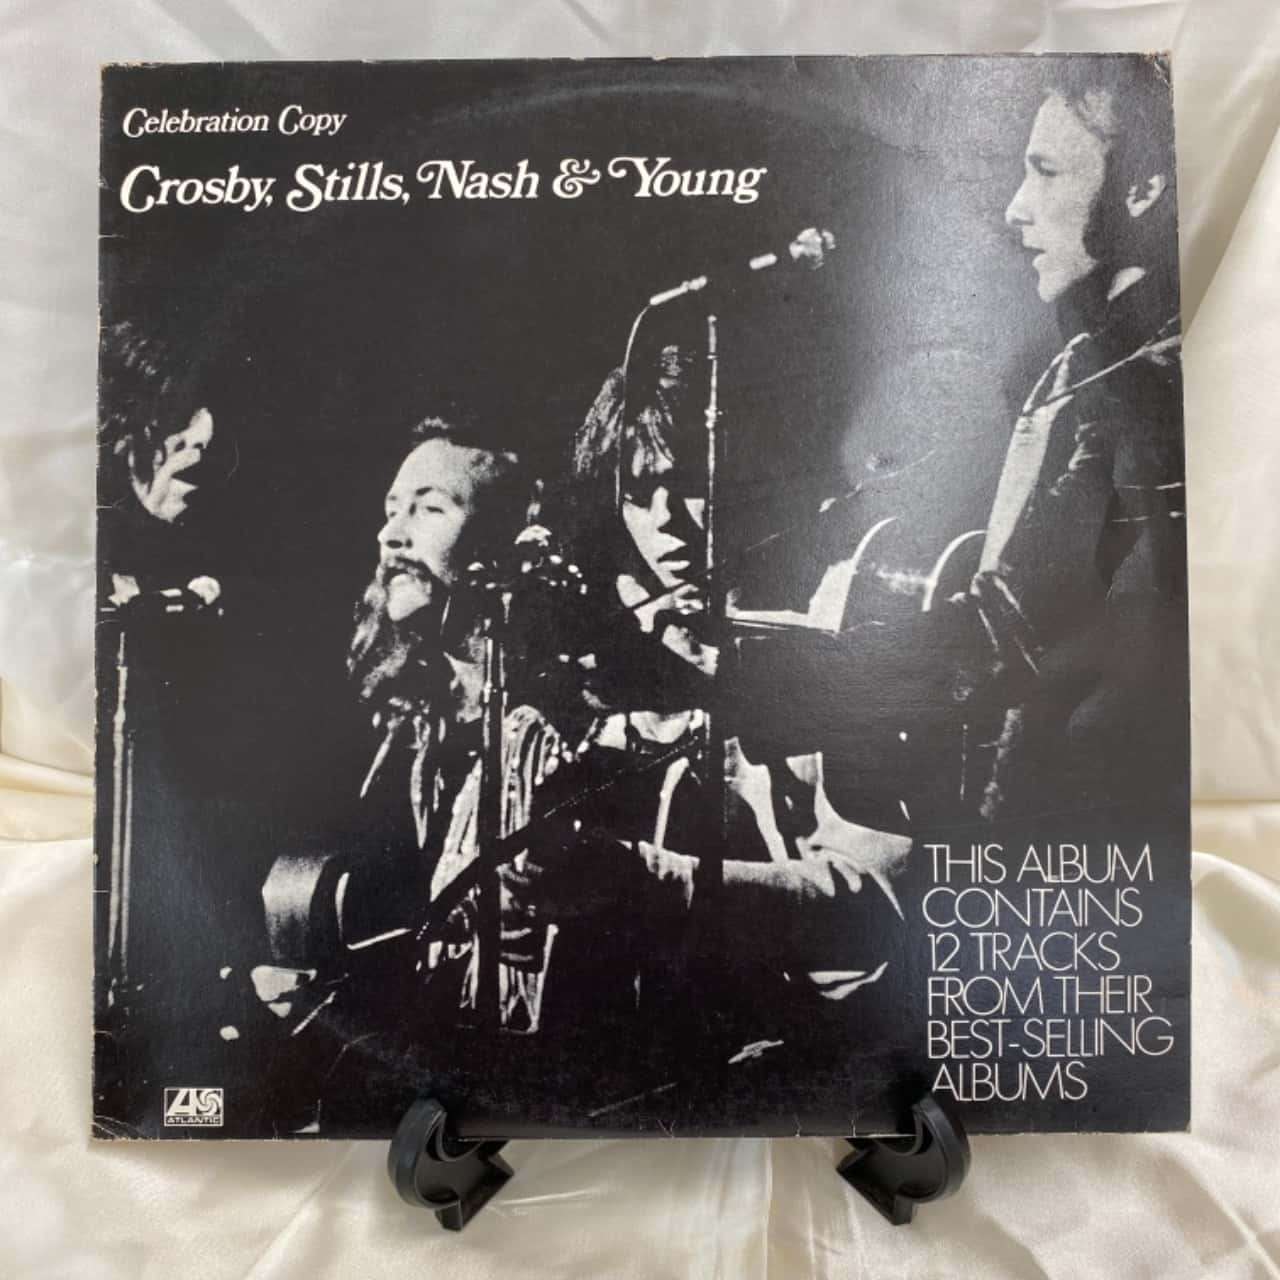 Celebration Copy
Crosby, Stills, Nash & Young
THIS ALBUM
CONTAINS
12 TRACKS
FROM THEIR
BEST-SELLING
ALBUMS
ATLANTIC